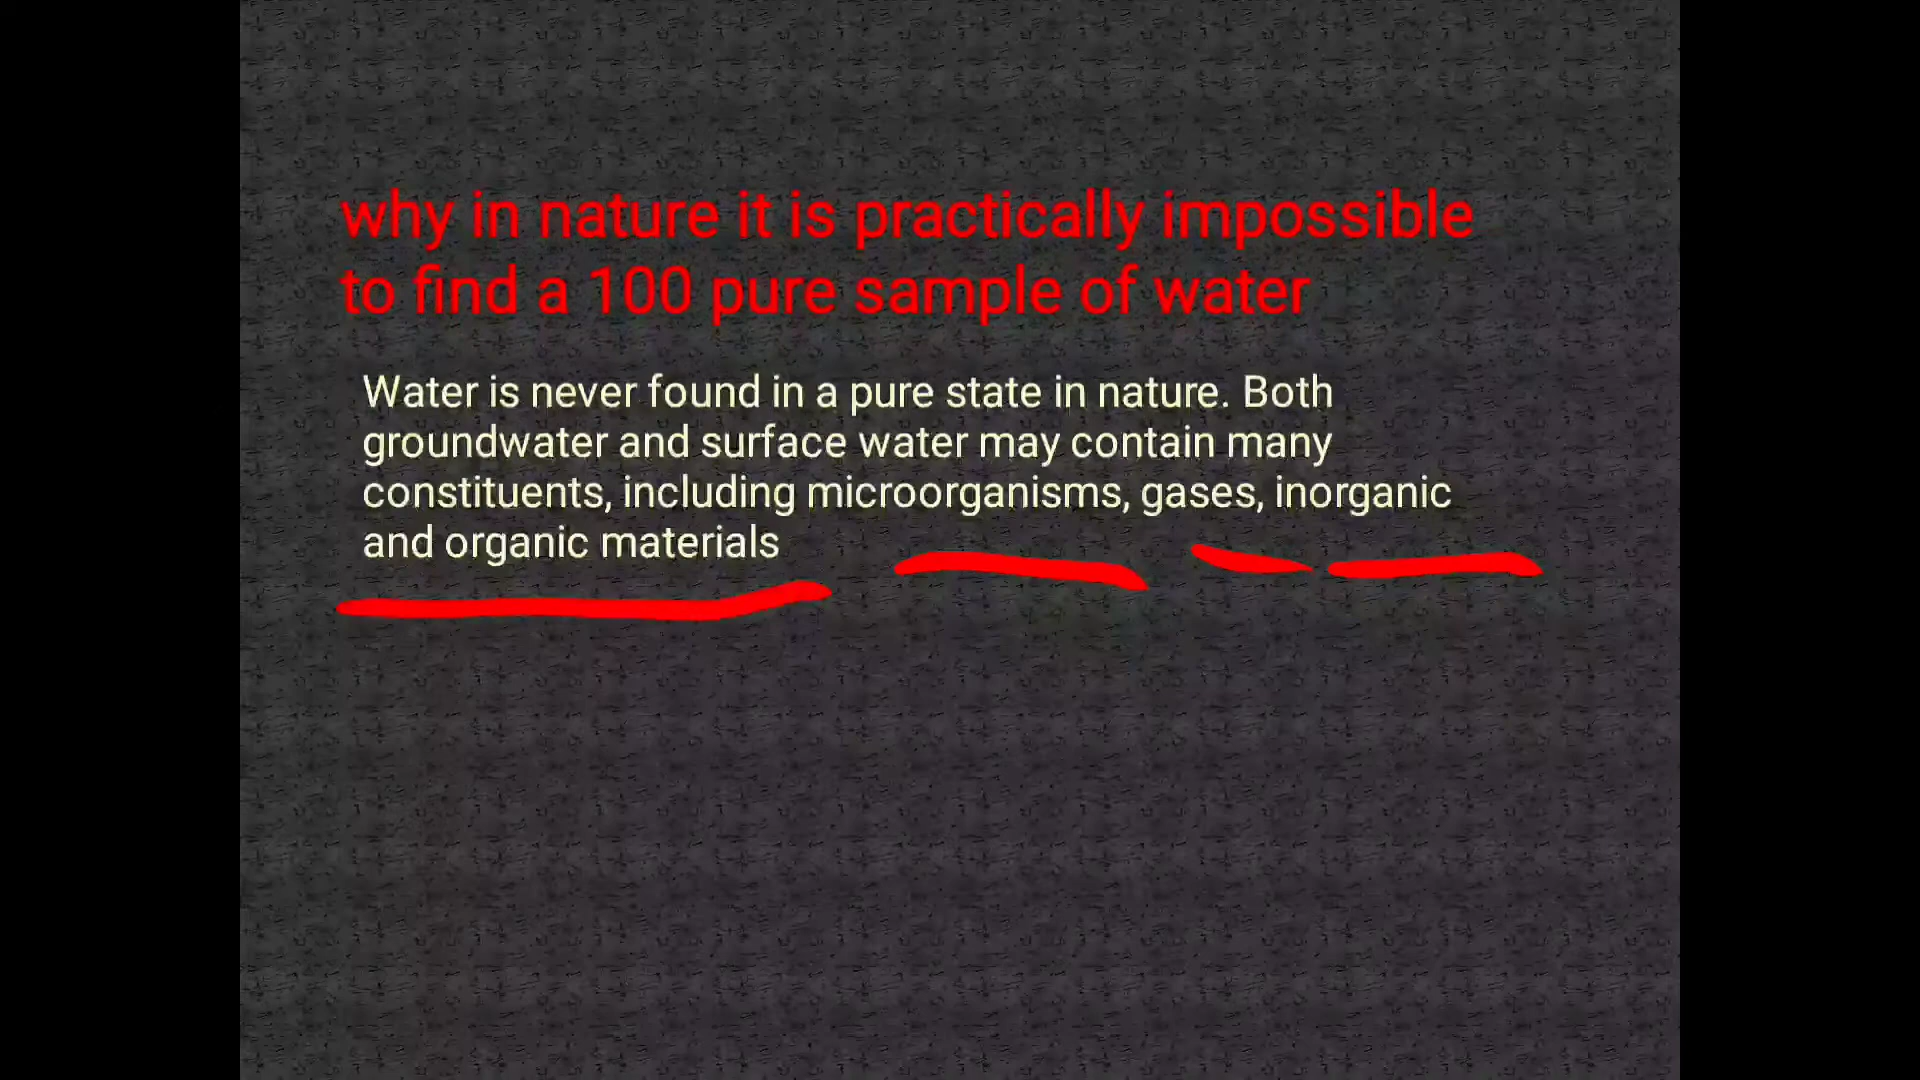 why in nature it is practically impossible
to find a 100 pure sample of water
Water is never found in a pure state in nature. Both
groundwater and surface water may contain many
constituents, including microorganisms, gases, inorganic
and organic materials